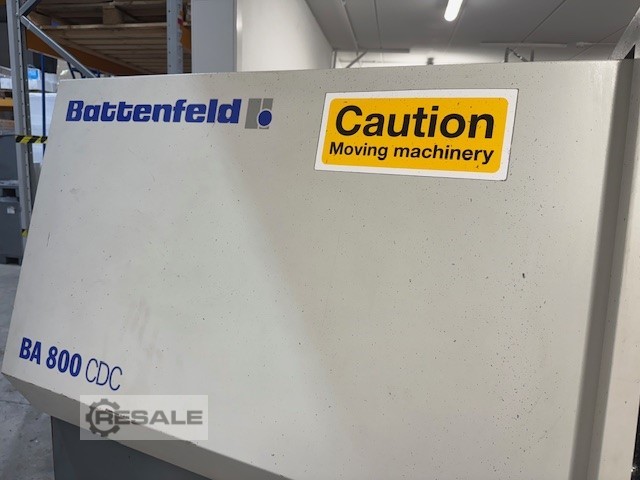 Battenfeld
Caution
Moving machinery
BA 800 CDC
RESALE